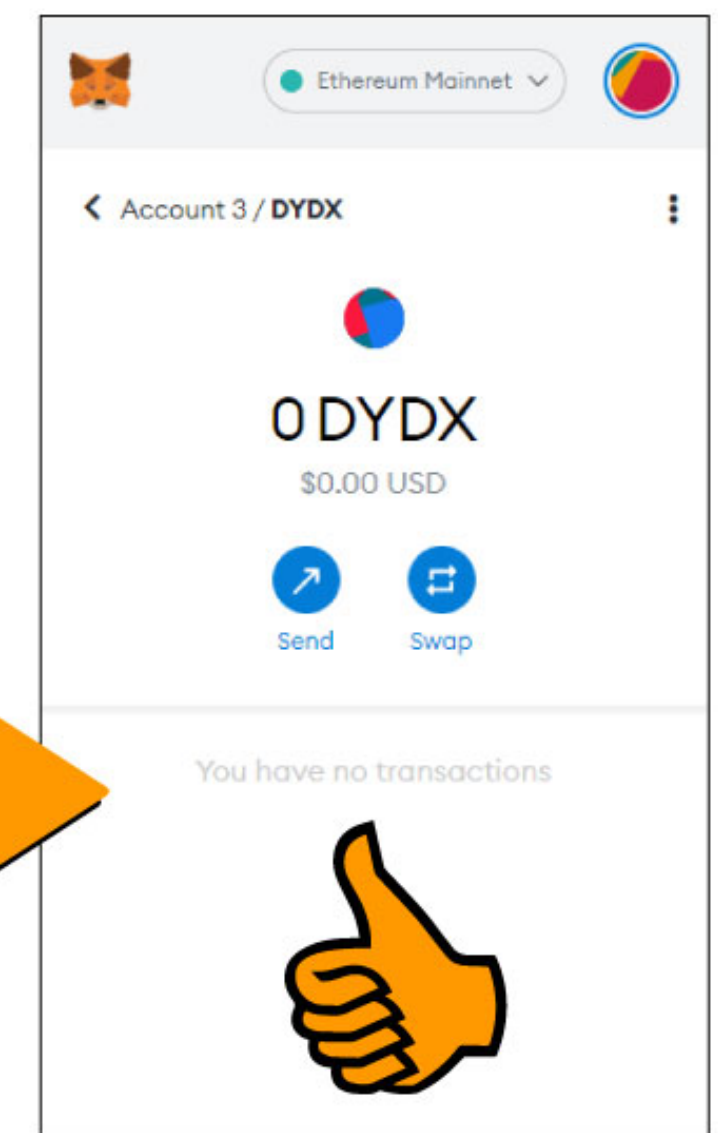 Ethereum Mainnet
Account 3 / DYDX
0 DYDX
$0.00 USD
Send Swap
You have no transactions